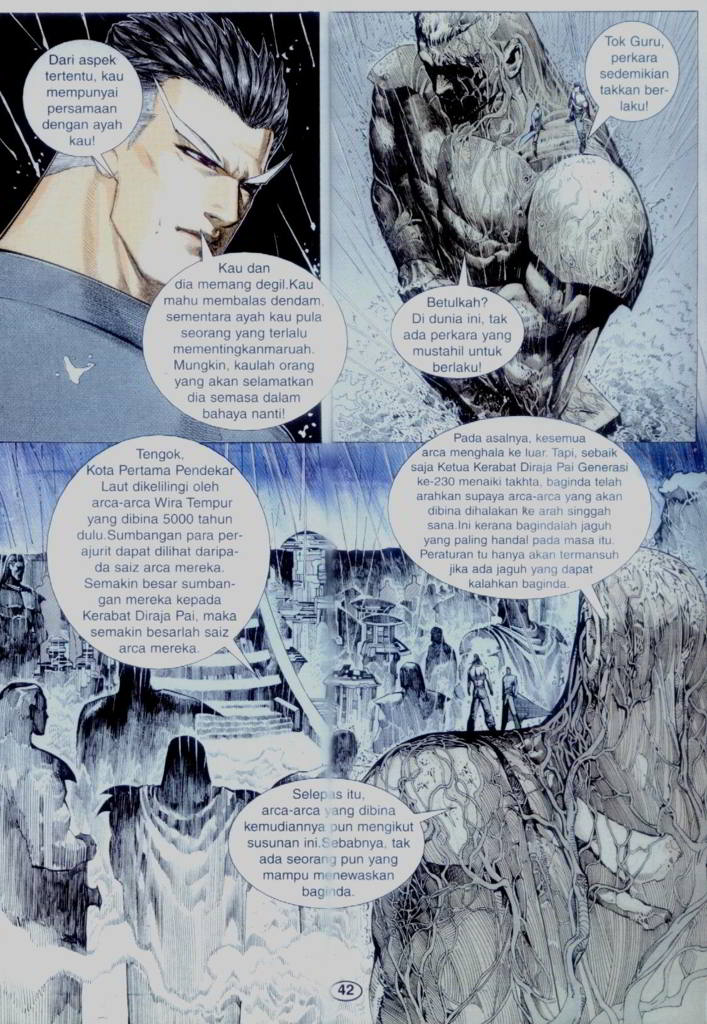 Dari aspek
tertentu, kau
mempunyai
persamaan
dengan ayah
kau!
Kau dan
dia memang degil.Kau
mahu membalas dendam,
sementara ayah kau pula
seorang yang terlalu
mementingkanmaruah.
Mungkin, kaulah orang
yang akan selamatkan
dia semasa dalam
bahaya nanti!
Tok Guru,
perkara
sedemikian
takkan ber-
laku!
Betulkah?
Di dunia ini, tak
ada perkara yang
mustahil untuk
berlaku!
Tengok,
Kota Pertama Pendekar
Laut dikelilingi oleh
arca-arca Wira Tempur
yang dibina 5000 tahun
dulu.Sumbangan para per-
ajurit dapat dilihat daripa-
da saiz arca mereka.
Semakin besar sumban-
gan mereka kepada
Kerabat Diraja Pai, maka
semakin besarlah saiz
arca mereka.
Pada asalnya, kesemua
arca menghala ke luar. Tapi, sebaik
saja Ketua Kerabat Diraja Pai Generasi
ke-230 menaiki takhta, baginda telah
arahkan supaya arca-arca yang akan
dibina dihalakan ke arah singgah
sana.Ini kerana bagindalah jaguh
yang paling handal pada masa itu.
Peraturan tu hanya akan termansuh
jika ada jaguh yang dapat
kalahkan baginda.
Selepas itu,
arca-arca yang dibina
kemudiannya pun mengikut
susunan ini.Sebabnya, tak
ada seorang pun yang
mampu menewaskan
baginda.
42